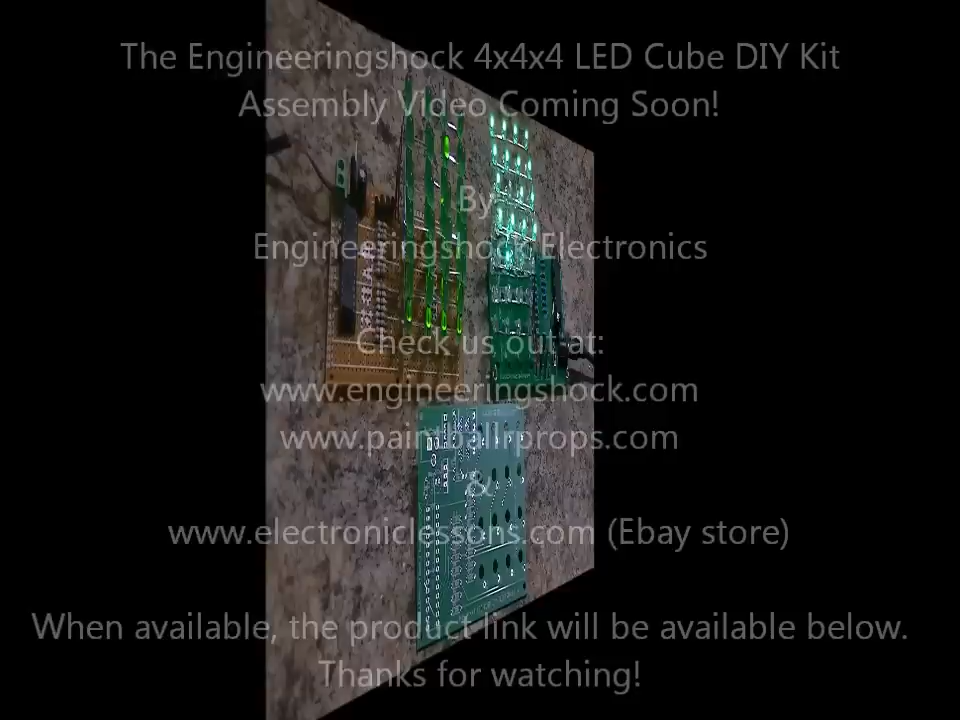 The Engineeringshock 4x4x4 LED Cube DIY Kit
Assembly Video Coming Soon!
By
Engineeringshock Electronics
Check us out at:
www.engineeringshock.com
www.paintballrprops.com
&
www.electroniclessons.com (Ebay store)
When available, the product link will be available below.
Thanks for watching!